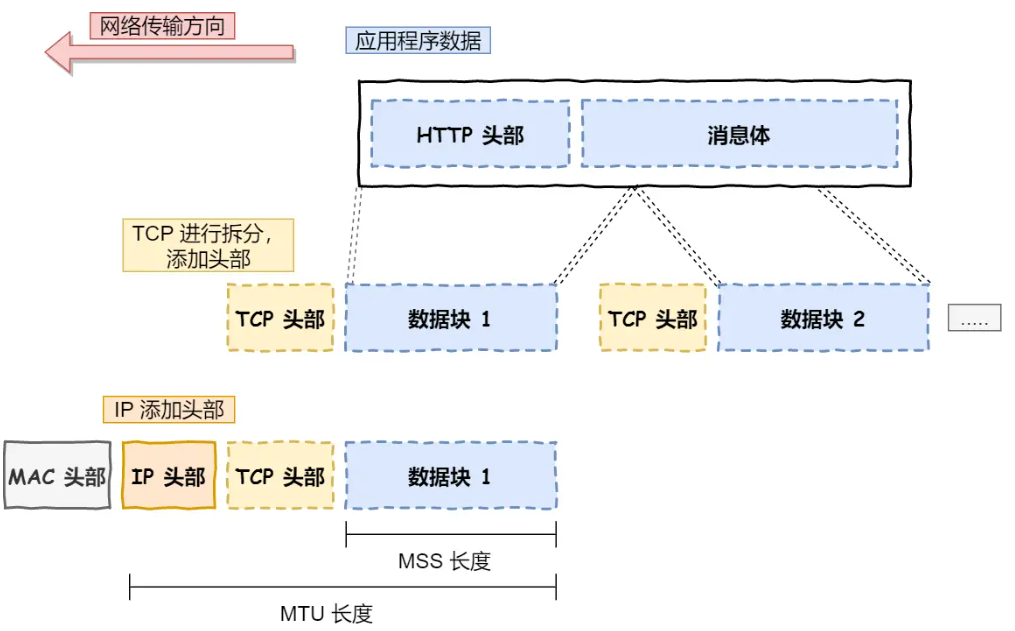 网络传输方向
应用程序数据
HTTP 头部
消息体
TCP 进行拆分，
添加头部
TCP 头部
数据块 1
TCP 头部
数据块 2
.....
IP 添加头部
MAC 头部
IP 头部
TCP 头部
数据块 1
MSS 长度
MTU 长度